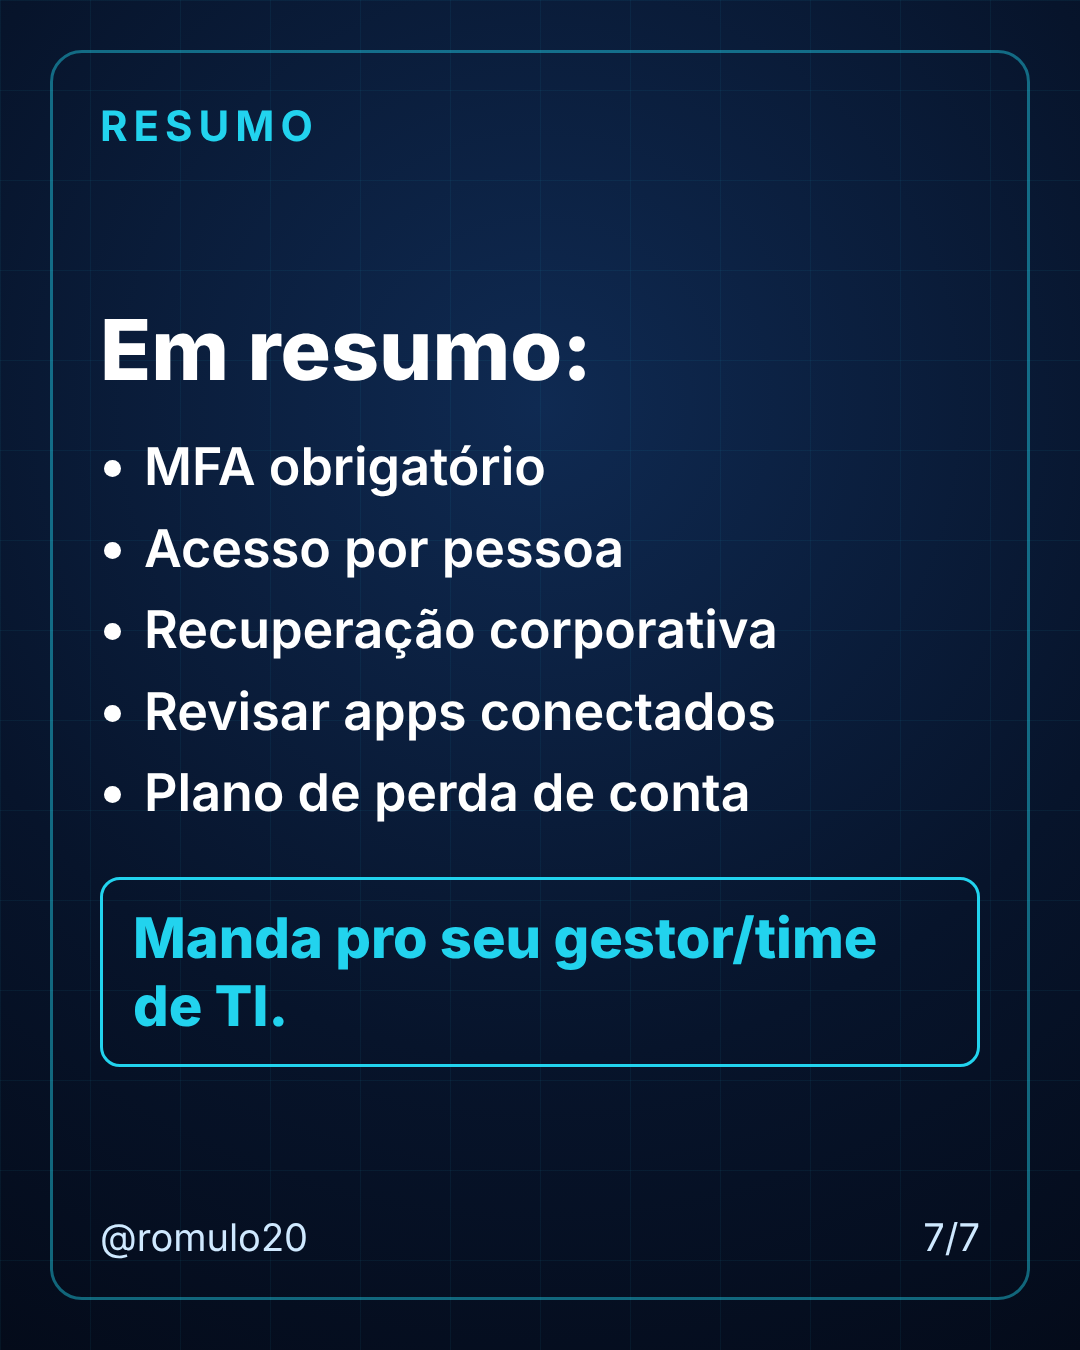 RESUMO
Em resumo:
• MFA obrigatório
• Acesso por pessoa
• Recuperação corporativa
• Revisar apps conectados
• Plano de perda de conta
Manda pro seu gestor/time
de TI.
@romulo20
7/7